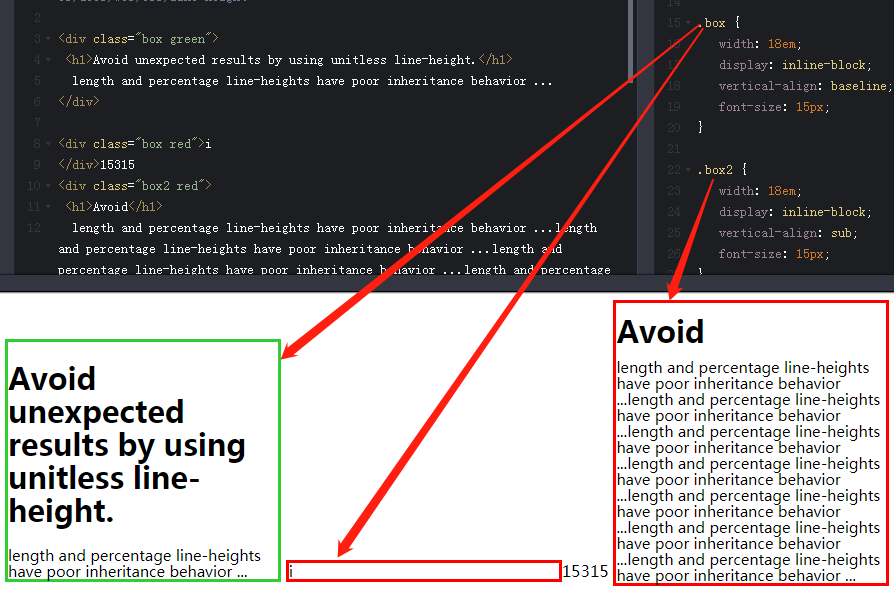 2
3 <div class="box green">
4 <h1>Avoid unexpected results by using unitless line-height.</h1>
5 length and percentage line-heights have poor inheritance behavior ...
6 </div>
7
8 <div class="box red">i
9 </div>15315
10 <div class="box2 red">
11 <h1>Avoid</h1>
12 length and percentage line-heights have poor inheritance behavior ...length
and percentage line-heights have poor inheritance behavior ...length and
percentage line-heights have poor inheritance behavior ...length and percentage
14
15 .box {
16 width: 18em;
17 display: inline-block;
18 vertical-align: baseline;
19 font-size: 15px;
20 }
21
22 .box2 {
23 width: 18em;
24 display: inline-block;
25 vertical-align: sub;
26 font-size: 15px;
Avoid
unexpected
results by using
unitless line-
height.
length and percentage line-heights
have poor inheritance behavior ...
i
15315
Avoid
length and percentage line-heights
have poor inheritance behavior
...length and percentage line-heights
have poor inheritance behavior
...length and percentage line-heights
have poor inheritance behavior
...length and percentage line-heights
have poor inheritance behavior
...length and percentage line-heights
have poor inheritance behavior
...length and percentage line-heights
have poor inheritance behavior
...length and percentage line-heights
have poor inheritance behavior ...